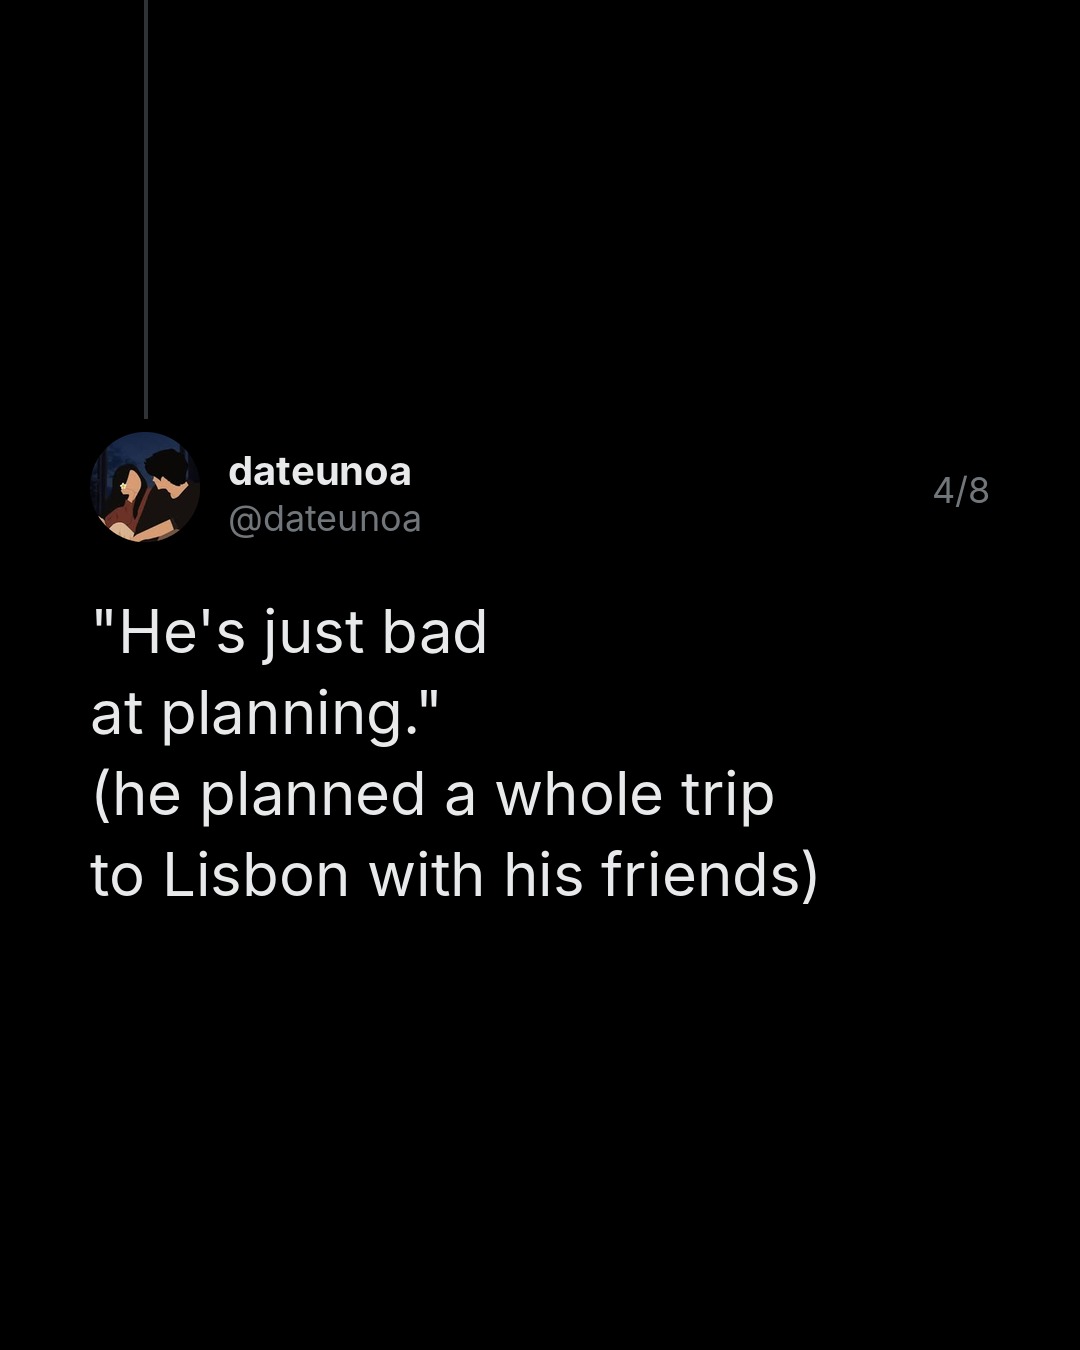 dateunoa
@dateunoa
4/8
"He's just bad
at planning."
(he planned a whole trip
to Lisbon with his friends)